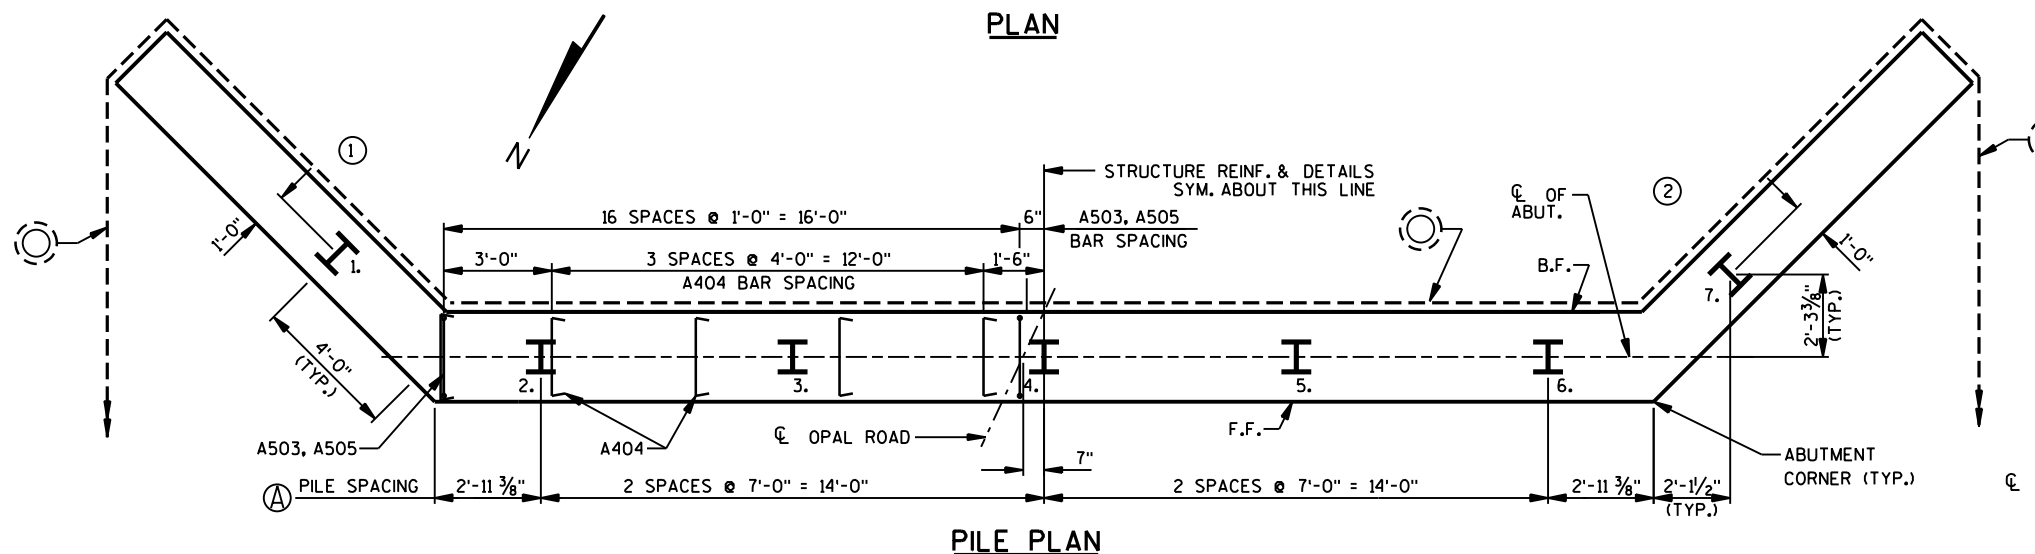 PLAN
N
1
2
STRUCTURE REINF. & DETAILS
SYM. ABOUT THIS LINE
℄ OF
ABUT.
16 SPACES @ 1'-0" = 16'-0"
6"
A503, A505
BAR SPACING
1'-0"
1'-0"
3'-0"
3 SPACES @ 4'-0" = 12'-0"
1'-6"
A404 BAR SPACING
B.F.
1.
7.
2'-3⅜"
(TYP.)
4'-0"
(TYP.)
2.
3.
4.
5.
6.
A503, A505
A404
℄ OPAL ROAD
F.F.
7"
ABUTMENT
CORNER (TYP.)
A
PILE SPACING
2'-11 ⅜"
2 SPACES @ 7'-0" = 14'-0"
2 SPACES @ 7'-0" = 14'-0"
2'-11 ⅜"
2'-1½"
(TYP.)
℄
PILE PLAN